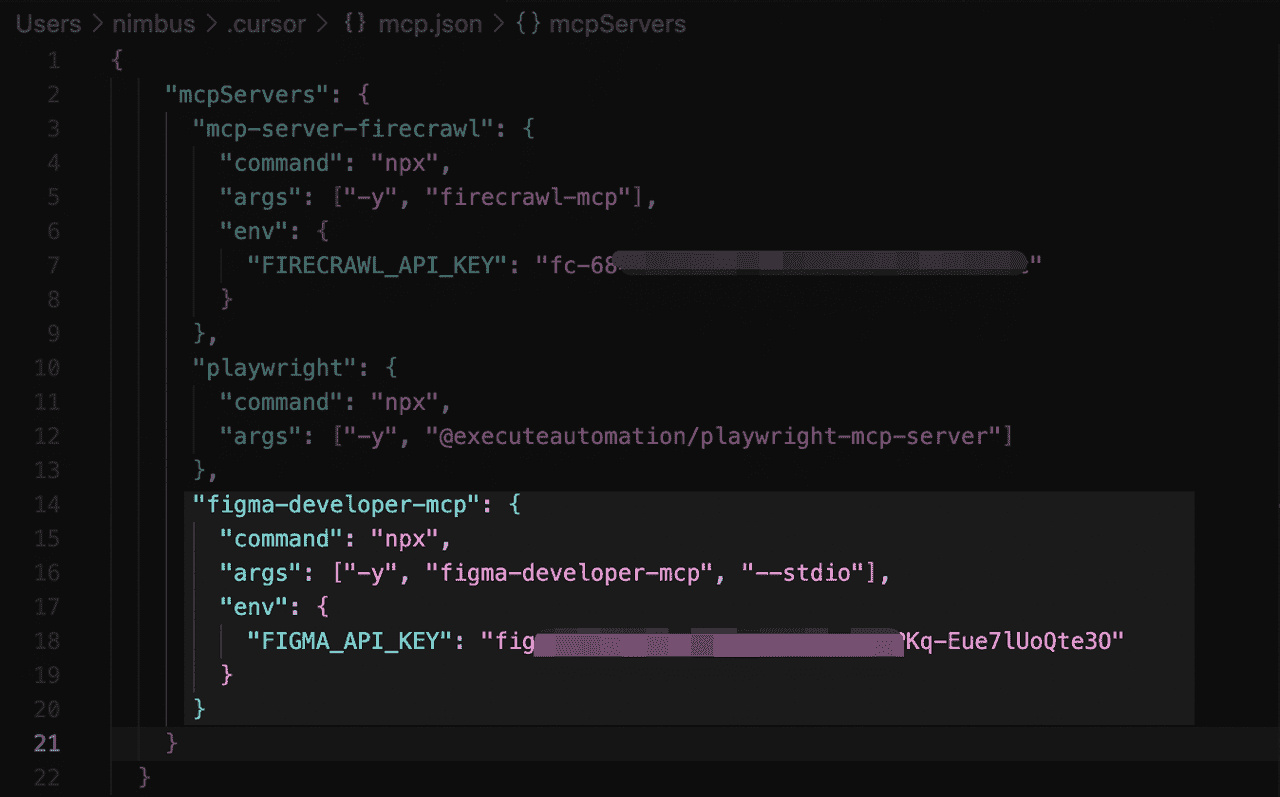 Users > nimbus > .cursor > {} mcp.json > {} mcpServers
1 {
2 "mcpServers": {
3 "mcp-server-firecrawl": {
4 "command": "npx",
5 "args": ["-y", "firecrawl-mcp"],
6 "env": {
7 "FIRECRAWL_API_KEY": "fc-68 "
8 }
9 },
10 "playwright": {
11 "command": "npx",
12 "args": ["-y", "@executeautomation/playwright-mcp-server"]
13 },
14 "figma-developer-mcp": {
15 "command": "npx",
16 "args": ["-y", "figma-developer-mcp", "--stdio"],
17 "env": {
18 "FIGMA_API_KEY": "fig Kq-Eue7lUoQte3O"
19 }
20 }
21 }
22 }